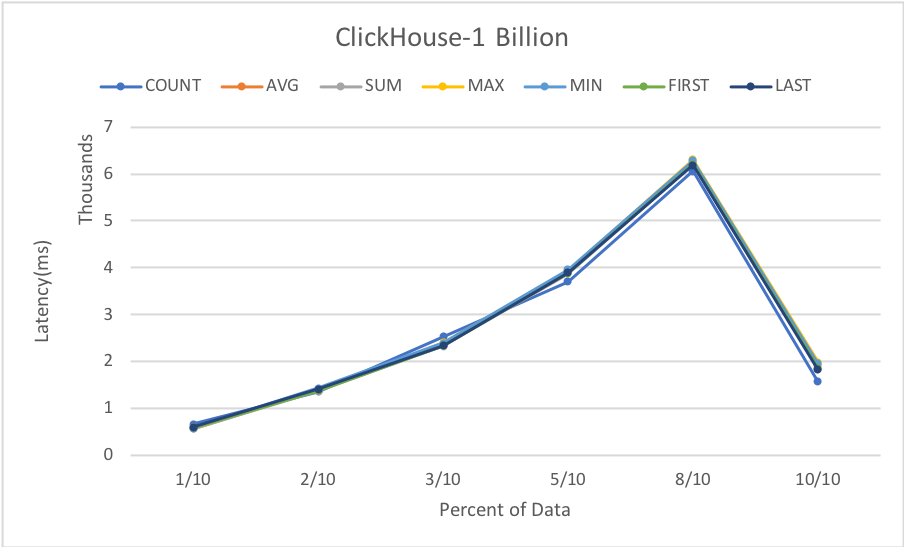 ClickHouse-1 Billion
COUNT AVG SUM MAX MIN FIRST LAST
Thousands
Latency(ms)
7
6
5
4
3
2
1
0
1/10 2/10 3/10 5/10 8/10 10/10
Percent of Data